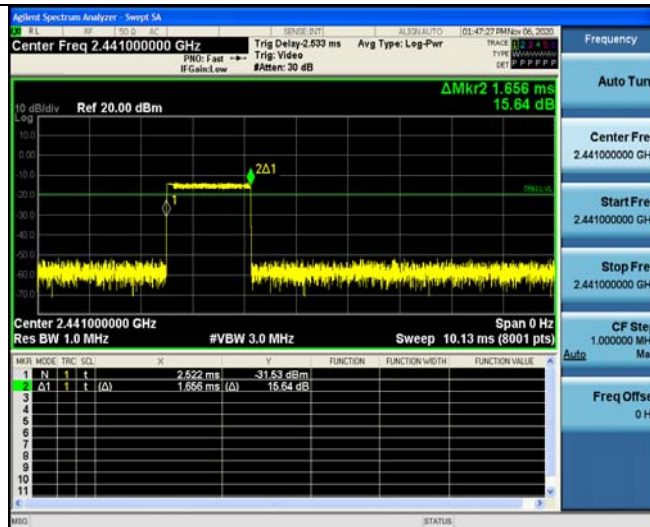 Agilent Spectrum Analyzer - Swept SA
RL RF 50 Ω AC SENSE:INT ALIGN AUTO 01:47:27 PM Nov 06, 2020
Center Freq 2.441000000 GHz
PNO: Fast
IFGain:Low
Trig Delay-2.533 ms
Trig: Video
#Atten: 30 dB
Avg Type: Log-Pwr
TRACE 1 2 3 4 5 6
TYPE
DET P P P P P P
ΔMkr2 1.656 ms
15.64 dB
10 dB/div Ref 20.00 dBm
Log
10.0
0.00
-10.0
-20.0
-30.0
-40.0
-50.0
-60.0
-70.0
2Δ1
1
TRIG LVL
Center 2.441000000 GHz Span 0 Hz
Res BW 1.0 MHz #VBW 3.0 MHz Sweep 10.13 ms (8001 pts)
MKR MODE TRC SCL X Y FUNCTION FUNCTION WIDTH FUNCTION VALUE
1 N 1 t 2.522 ms -31.53 dBm
2 Δ1 1 t (Δ) 1.656 ms (Δ) 15.64 dB
3
4
5
6
7
8
9
10
11
MSG STATUS
Frequency
Auto Tun
Center Fre
2.441000000 GH
Start Fre
2.441000000 GH
Stop Fre
2.441000000 GH
CF Ste
1.000000 MH
Auto Ma
Freq Offse
0 H